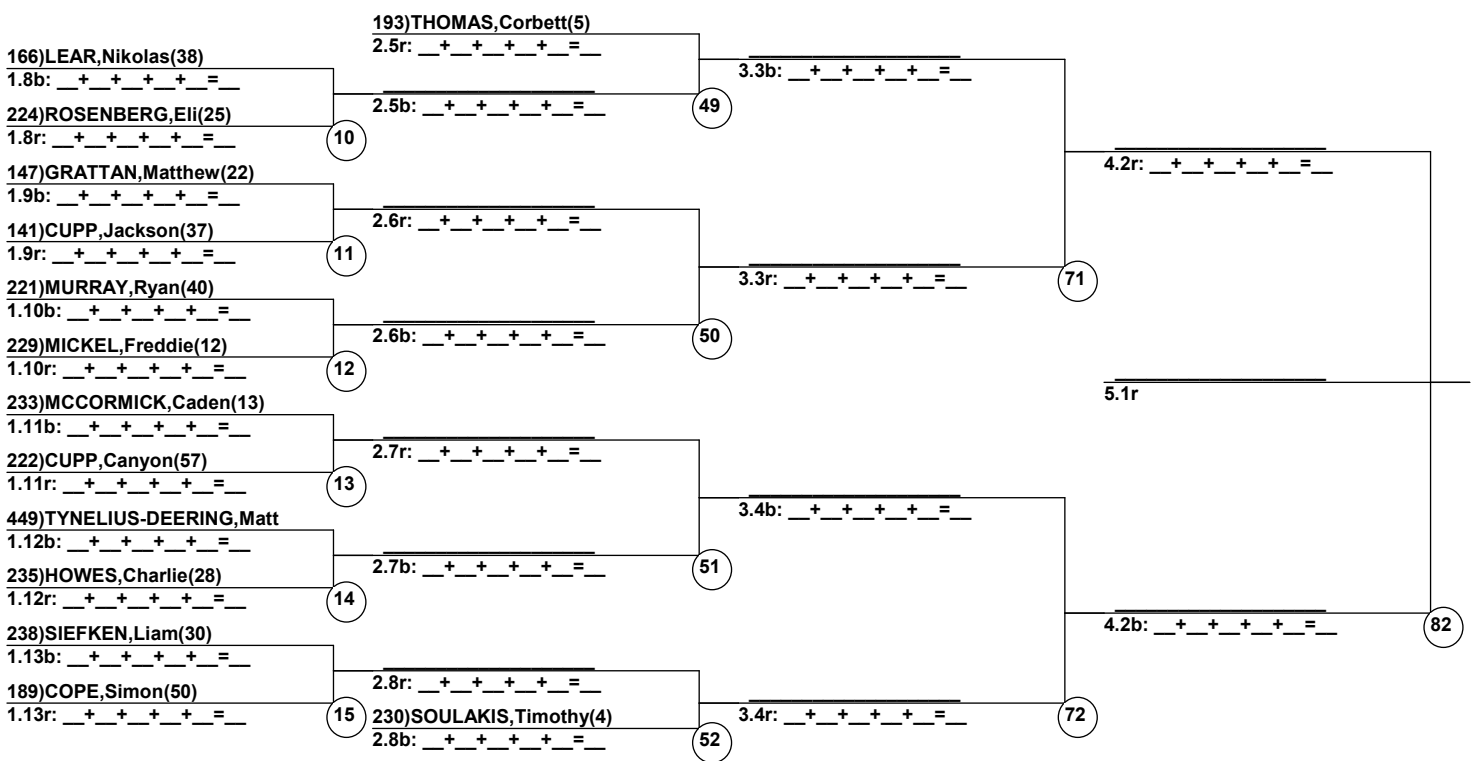 193)THOMAS,Corbett(5)
2.5r: __+__+__+__+__=__
166)LEAR,Nikolas(38)
1.8b: __+__+__+__+__=__
3.3b: __+__+__+__+__=__
2.5b: __+__+__+__+__=__
49
224)ROSENBERG,Eli(25)
1.8r: __+__+__+__+__=__
10
4.2r: __+__+__+__+__=__
147)GRATTAN,Matthew(22)
1.9b: __+__+__+__+__=__
2.6r: __+__+__+__+__=__
141)CUPP,Jackson(37)
1.9r: __+__+__+__+__=__
11
3.3r: __+__+__+__+__=__
71
221)MURRAY,Ryan(40)
1.10b: __+__+__+__+__=__
2.6b: __+__+__+__+__=__
50
229)MICKEL,Freddie(12)
1.10r: __+__+__+__+__=__
12
5.1r
233)MCCORMICK,Caden(13)
1.11b: __+__+__+__+__=__
2.7r: __+__+__+__+__=__
222)CUPP,Canyon(57)
1.11r: __+__+__+__+__=__
13
3.4b: __+__+__+__+__=__
449)TYNELIUS-DEERING,Matt
1.12b: __+__+__+__+__=__
2.7b: __+__+__+__+__=__
51
235)HOWES,Charlie(28)
1.12r: __+__+__+__+__=__
14
4.2b: __+__+__+__+__=__
82
238)SIEFKEN,Liam(30)
1.13b: __+__+__+__+__=__
2.8r: __+__+__+__+__=__
189)COPE,Simon(50)
1.13r: __+__+__+__+__=__
15
230)SOULAKIS,Timothy(4)
2.8b: __+__+__+__+__=__
52
3.4r: __+__+__+__+__=__
72